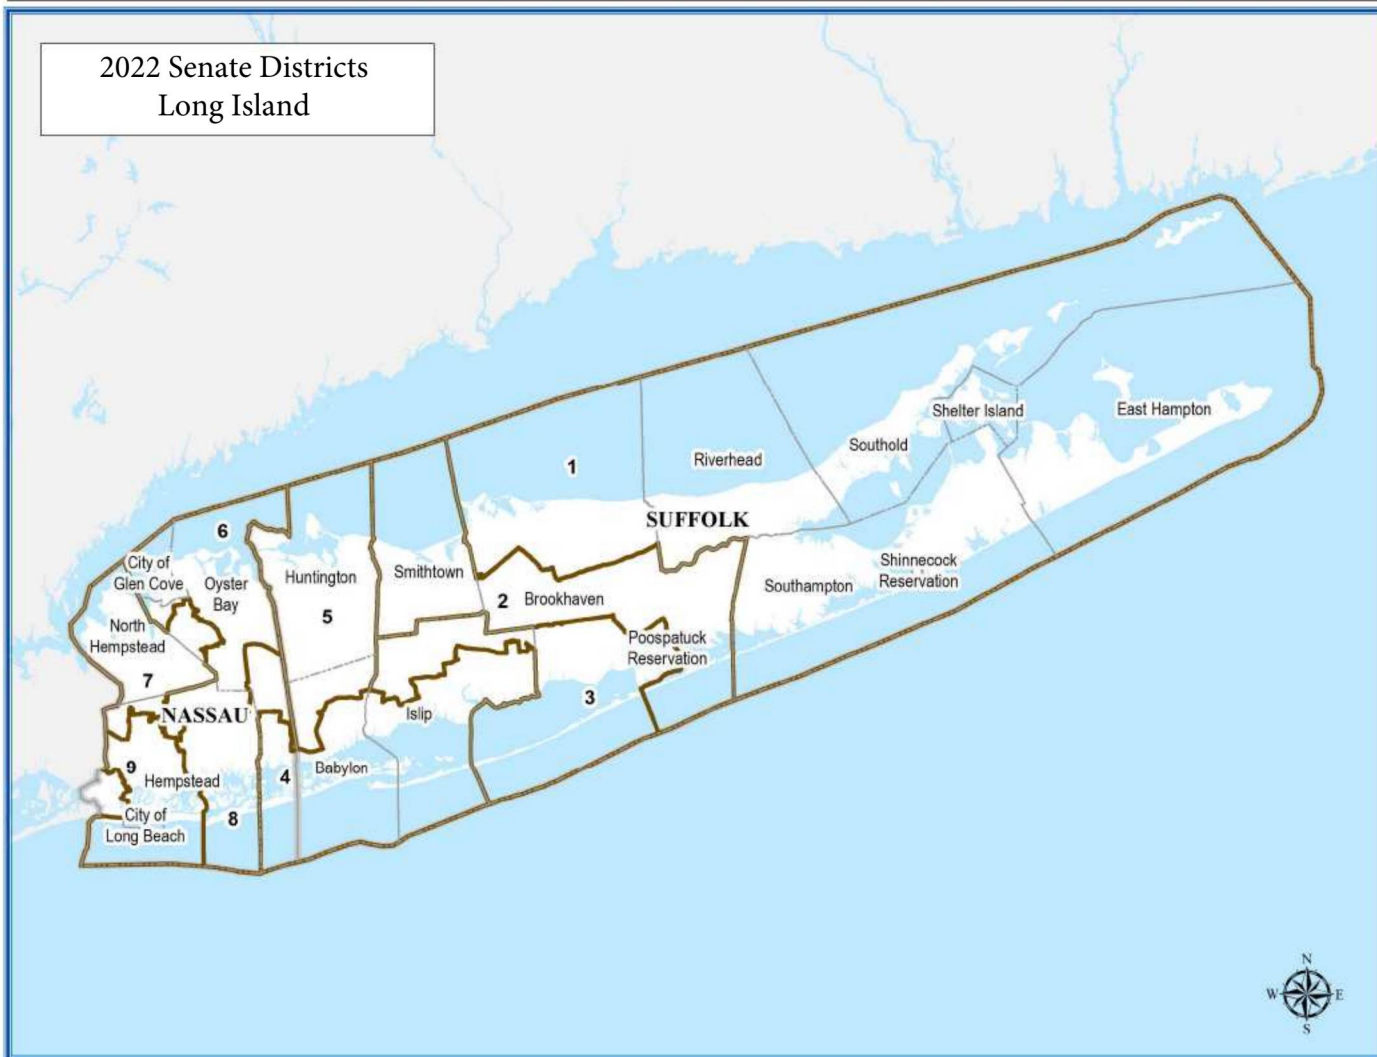 2022 Senate Districts
Long Island
1
Riverhead
Southold
Shelter Island
East Hampton
SUFFOLK
6
City of
Glen Cove
Oyster
Bay
Huntington
Smithtown
5
2
Brookhaven
Southampton
Shinnecock
Reservation
North
Hempstead
7
Poospatuck
Reservation
3
NASSAU
Islip
9
Hempstead
4
Babylon
City of
Long Beach
8
N
W
E
S